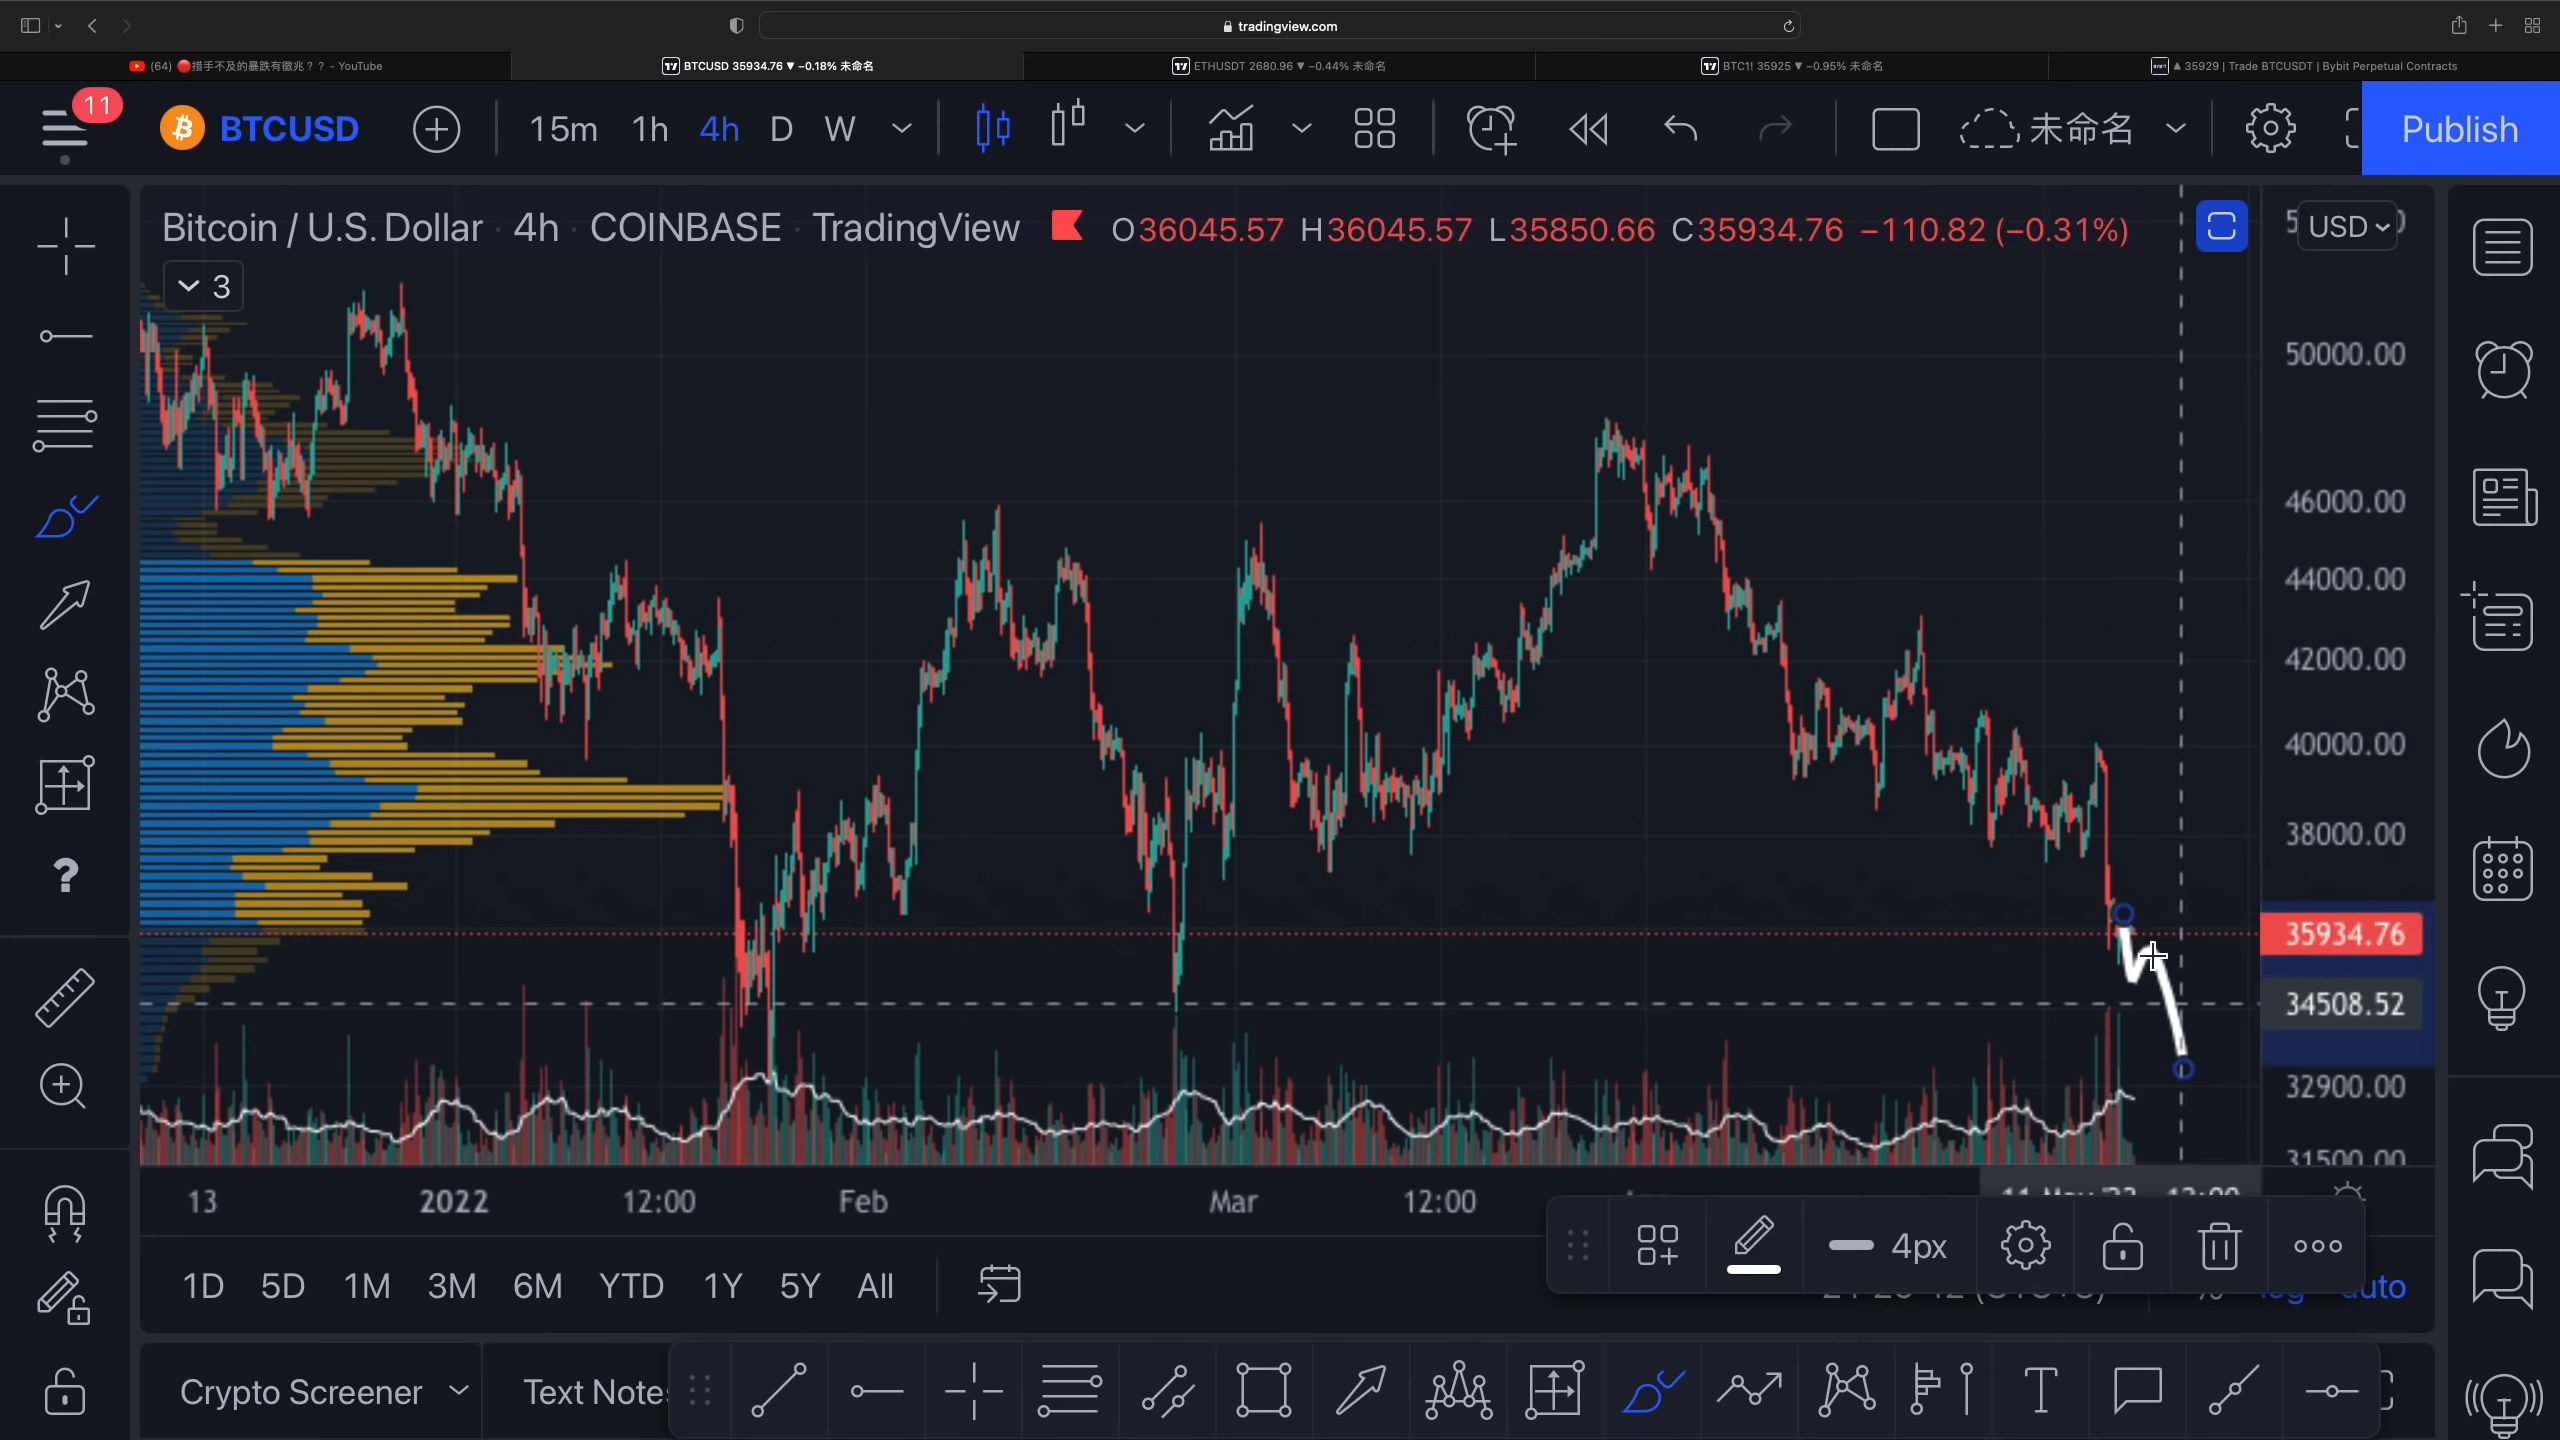 tradingview.com
(64) 🔴措手不及的暴跌有徵兆？？ - YouTube
BTCUSD 35934.76 ▼ −0.18% 未命名
ETHUSDT 2680.96 ▼ −0.44% 未命名
BTC1! 35925 ▼ −0.95% 未命名
▲ 35929 | Trade BTCUSDT | Bybit Perpetual Contracts
11
BTCUSD
15m 1h 4h D W
未命名
Publish
Bitcoin / U.S. Dollar · 4h · COINBASE · TradingView
O36045.57 H36045.57 L35850.66 C35934.76 −110.82 (−0.31%)
USD
3
50000.00
46000.00
44000.00
42000.00
40000.00
38000.00
35934.76
34508.52
32900.00
31500.00
13 2022 12:00 Feb Mar 12:00
4px
1D 5D 1M 3M 6M YTD 1Y 5Y All
log auto
Crypto Screener
Text Notes